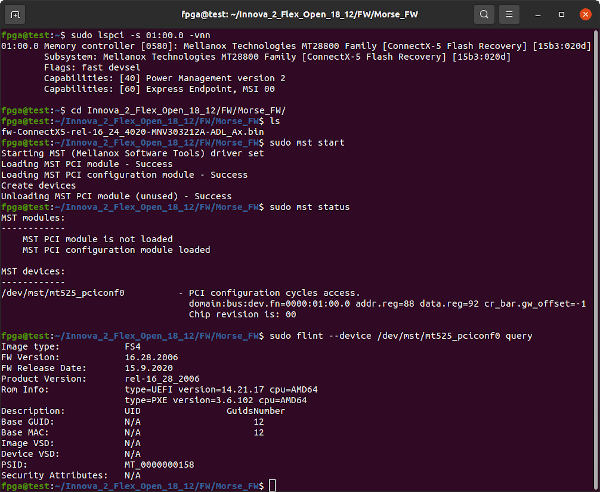 fpga@test: ~/Innova_2_Flex_Open_18_12/FW/Morse_FW
fpga@test:~$ sudo lspci -s 01:00.0 -vnn
01:00.0 Memory controller [0580]: Mellanox Technologies MT28800 Family [ConnectX-5 Flash Recovery] [15b3:020d]
Subsystem: Mellanox Technologies MT28800 Family [ConnectX-5 Flash Recovery] [15b3:020d]
Flags: fast devsel
Capabilities: [40] Power Management version 2
Capabilities: [60] Express Endpoint, MSI 00
fpga@test:~$ cd Innova_2_Flex_Open_18_12/FW/Morse_FW/
fpga@test:~/Innova_2_Flex_Open_18_12/FW/Morse_FW$ ls
fw-ConnectX5-rel-16_24_4020-MNV303212A-ADL_Ax.bin
fpga@test:~/Innova_2_Flex_Open_18_12/FW/Morse_FW$ sudo mst start
Starting MST (Mellanox Software Tools) driver set
Loading MST PCI module - Success
Loading MST PCI configuration module - Success
Create devices
Unloading MST PCI module (unused) - Success
fpga@test:~/Innova_2_Flex_Open_18_12/FW/Morse_FW$ sudo mst status
MST modules:
------------
MST PCI module is not loaded
MST PCI configuration module loaded
MST devices:
------------
/dev/mst/mt525_pciconf0 - PCI configuration cycles access.
domain:bus:dev.fn=0000:01:00.0 addr.reg=88 data.reg=92 cr_bar.gw_offset=-1
Chip revision is: 00
fpga@test:~/Innova_2_Flex_Open_18_12/FW/Morse_FW$ sudo flint --device /dev/mst/mt525_pciconf0 query
Image type: FS4
FW Version: 16.28.2006
FW Release Date: 15.9.2020
Product Version: rel-16_28_2006
Rom Info: type=UEFI version=14.21.17 cpu=AMD64
type=PXE version=3.6.102 cpu=AMD64
Description: UID GuidsNumber
Base GUID: N/A 12
Base MAC: N/A 12
Image VSD: N/A
Device VSD: N/A
PSID: MT_0000000158
Security Attributes: N/A
fpga@test:~/Innova_2_Flex_Open_18_12/FW/Morse_FW$